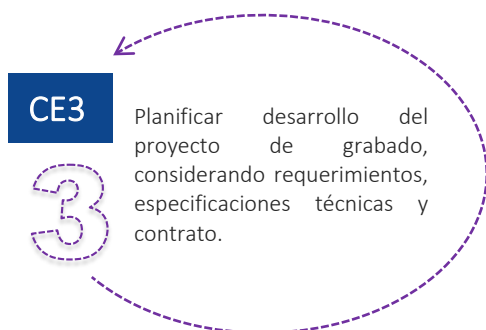 CE3
3
Planificar desarrollo del
proyecto de grabado,
considerando requerimientos,
especificaciones técnicas y
contrato.